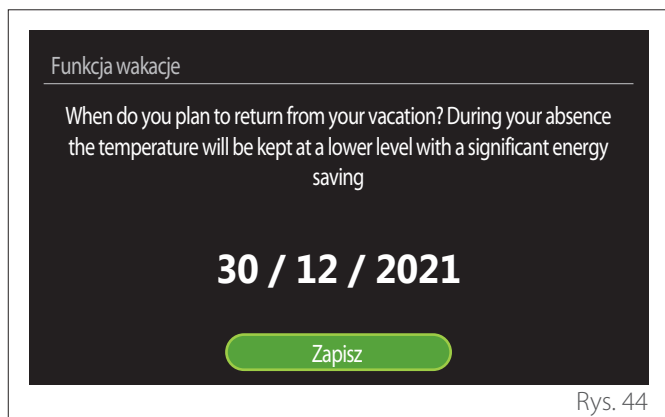 Funkcja wakacje
When do you plan to return from your vacation? During your absence
the temperature will be kept at a lower level with a significant energy
saving
30 / 12 / 2021
Zapisz
Rys. 44